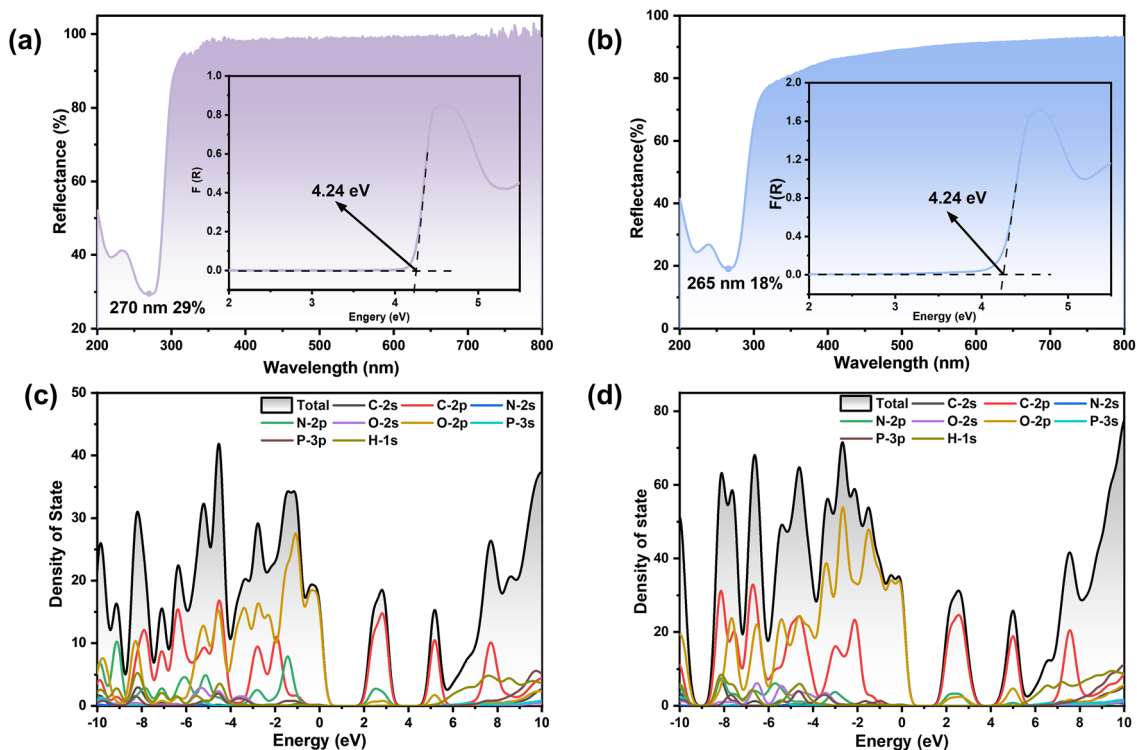 (a)
100
80
60
40
20
Reflectance (%)
1.0
0.8
0.6
0.4
0.2
0.0
F (R)
4.24 eV
2 3 4 5
Engery (eV)
270 nm 29%
200 300 400 500 600 700 800
Wavelength (nm)
(b)
100
80
60
40
20
0
Reflectance(%)
2.0
1.6
1.2
0.8
0.4
0.0
F(R)
4.24 eV
2 3 4 5
Energy (eV)
265 nm 18%
200 300 400 500 600 700 800
Wavelength (nm)
(c)
50
40
30
20
10
0
Density of State
Total C-2s C-2p N-2s
N-2p O-2s O-2p P-3s
P-3p H-1s
-10 -8 -6 -4 -2 0 2 4 6 8 10
Energy (eV)
(d)
80
60
40
20
0
Density of state
Total C-2s C-2p N-2s
N-2p O-2s O-2p P-3s
P-3p H-1s
-10 -8 -6 -4 -2 0 2 4 6 8 10
Energy (eV)